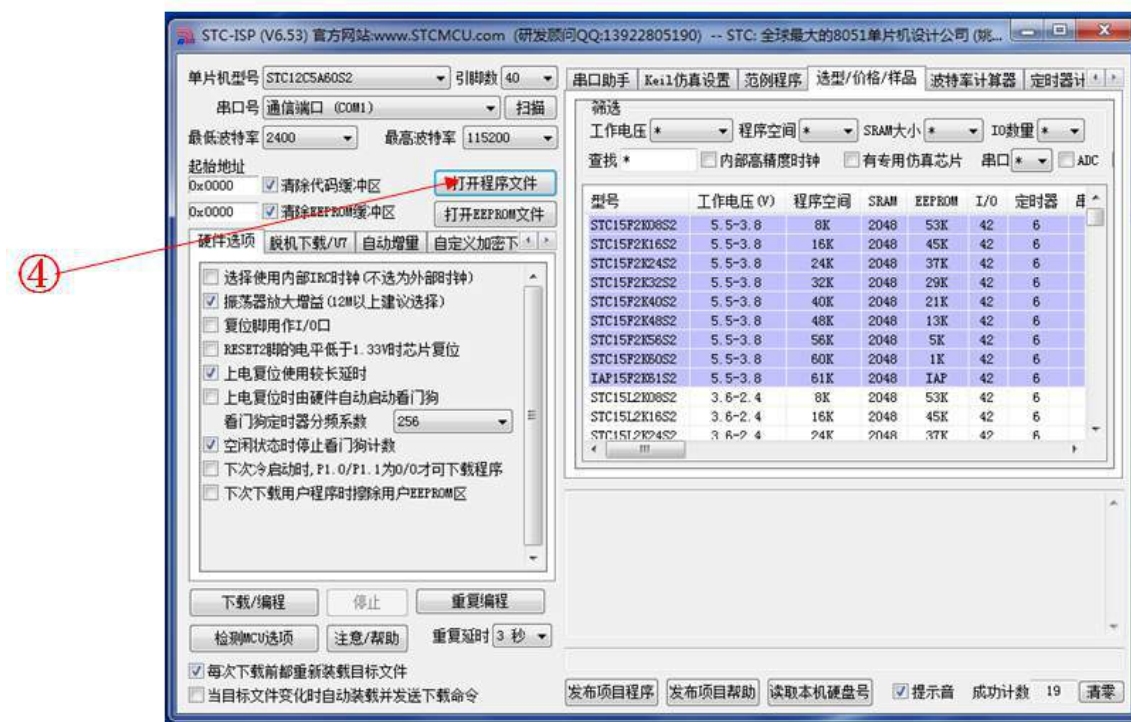 STC-ISP (V6.53) 官方网站:www.STCMCU.com (研发顾问QQ:13922805190) -- STC: 全球最大的8051单片机设计公司 (姚...
单片机型号 STC12C5A60S2 引脚数 40
串口号 通信端口 (COM1) 扫描
最低波特率 2400 最高波特率 115200
起始地址
0x0000 清除代码缓冲区 打开程序文件
0x0000 清除EEPROM缓冲区 打开EEPROM文件
硬件选项 脱机下载/U7 自动增量 自定义加密下
④
选择使用内部IRC时钟(不选为外部时钟)
振荡器放大增益(12M以上建议选择)
复位脚用作I/O口
RESET2脚的电平低于1.33V时芯片复位
上电复位使用较长延时
上电复位时由硬件自动启动看门狗
看门狗定时器分频系数 256
空闲状态时停止看门狗计数
下次冷启动时,P1.0/P1.1为0/0才可下载程序
下次下载用户程序时擦除用户EEPROM区
下载/编程 停止 重复编程
检测MCU选项 注意/帮助 重复延时 3 秒
每次下载前都重新装载目标文件
当目标文件变化时自动装载并发送下载命令
串口助手 Keil仿真设置 范例程序 选型/价格/样品 波特率计算器 定时器计
筛选
工作电压 * 程序空间 * SRAM大小 * IO数量 *
查找 * 内部高精度时钟 有专用仿真芯片 串口 * ADC
型号 工作电压(V) 程序空间 SRAM EEPROM I/O 定时器
STC15F2K08S2 5.5-3.8 8K 2048 53K 42 6
STC15F2K16S2 5.5-3.8 16K 2048 45K 42 6
STC15F2K24S2 5.5-3.8 24K 2048 37K 42 6
STC15F2K32S2 5.5-3.8 32K 2048 29K 42 6
STC15F2K40S2 5.5-3.8 40K 2048 21K 42 6
STC15F2K48S2 5.5-3.8 48K 2048 13K 42 6
STC15F2K56S2 5.5-3.8 56K 2048 5K 42 6
STC15F2K60S2 5.5-3.8 60K 2048 1K 42 6
IAP15F2K61S2 5.5-3.8 61K 2048 IAP 42 6
STC15L2K08S2 3.6-2.4 8K 2048 53K 42 6
STC15L2K16S2 3.6-2.4 16K 2048 45K 42 6
STC15L2K24S2 3.6-2.4 24K 2048 37K 42 6
发布项目程序 发布项目帮助 读取本机硬盘号 提示音 成功计数 19 清零